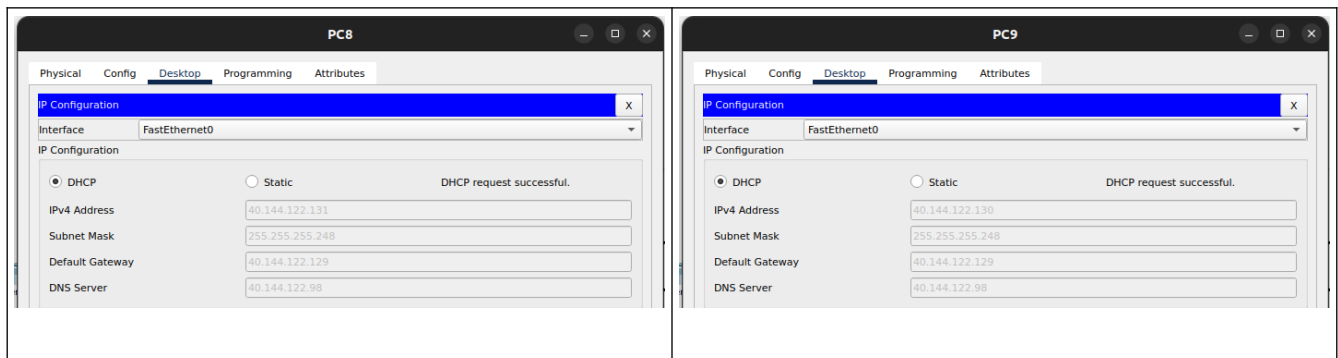 PC8
Physical Config Desktop Programming Attributes
IP Configuration X
Interface FastEthernet0
IP Configuration
DHCP Static DHCP request successful.
IPv4 Address 40.144.122.131
Subnet Mask 255.255.255.248
Default Gateway 40.144.122.129
DNS Server 40.144.122.98
PC9
Physical Config Desktop Programming Attributes
IP Configuration X
Interface FastEthernet0
IP Configuration
DHCP Static DHCP request successful.
IPv4 Address 40.144.122.130
Subnet Mask 255.255.255.248
Default Gateway 40.144.122.129
DNS Server 40.144.122.98